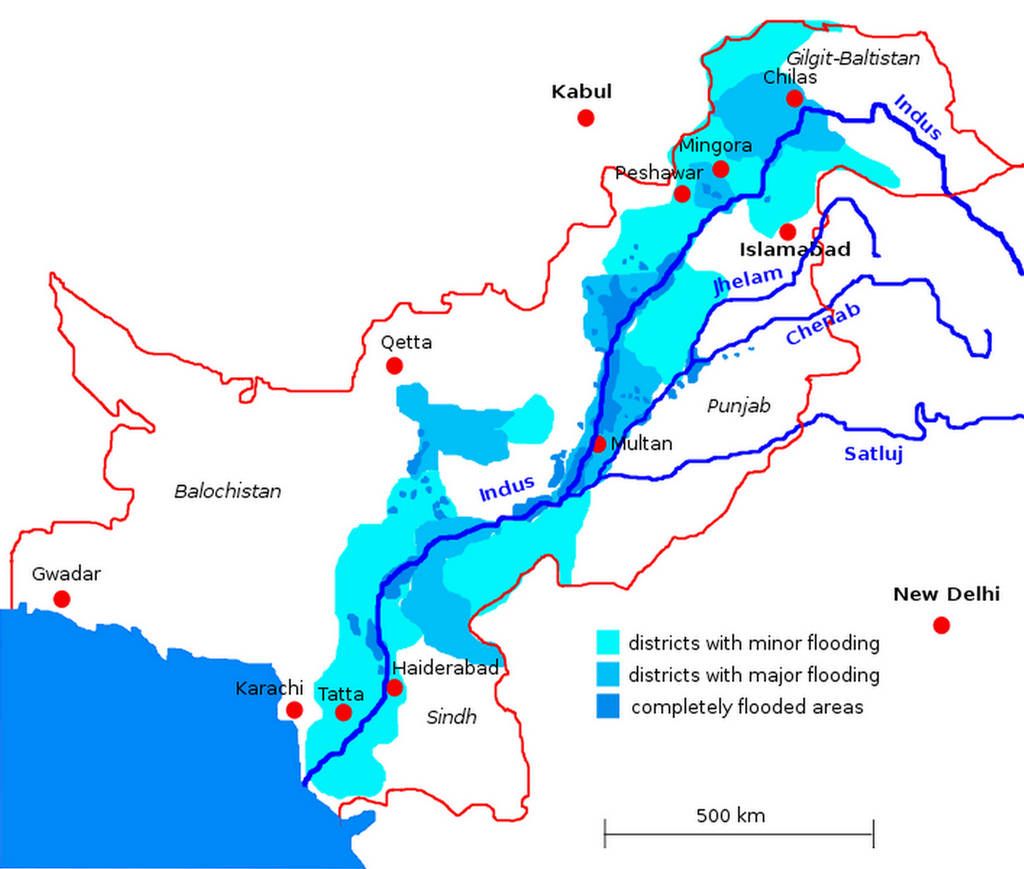 Gilgit-Baltistan
Chilas
Kabul
Indus
Mingora
Peshawar
Islamabad
Jhelam
Chenab
Qetta
Punjab
Multan
Satluj
Indus
Balochistan
Gwadar
New Delhi
districts with minor flooding
Haiderabad
districts with major flooding
Karachi
Tatta
completely flooded areas
Sindh
500 km